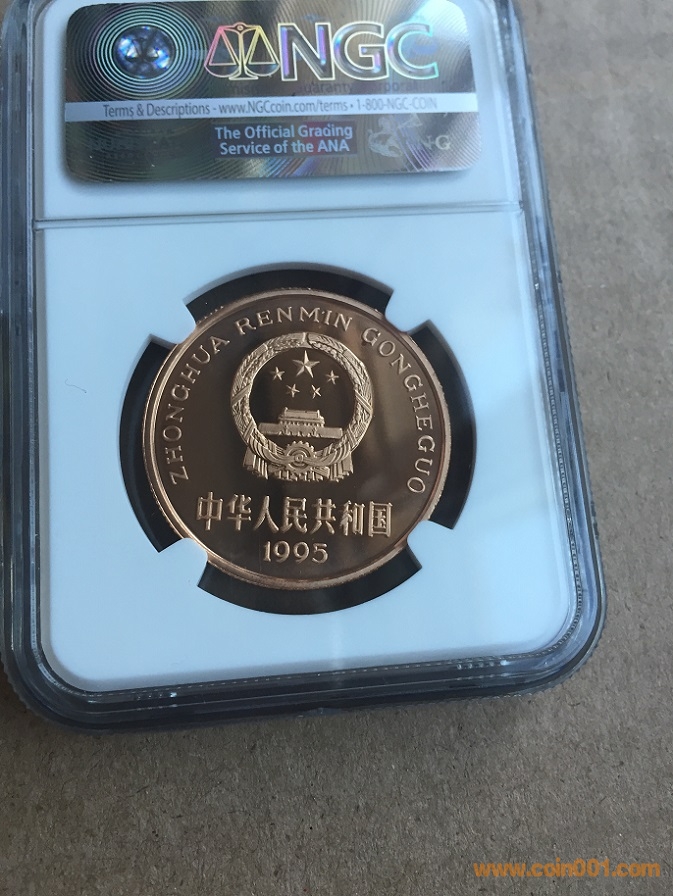 NGC
Terms & Descriptions - www.NGCcoin.com/terms • 1-800-NGC-COIN
The Official Grading
Service of the ANA
NG
ZHONGHUA RENMIN GONGHEGUO
中华人民共和国
1995
www.coin001.com